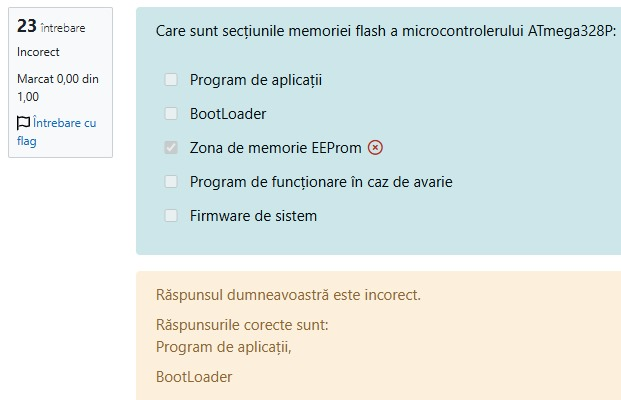 23 întrebare
Incorect
Marcat 0,00 din
1,00
Întrebare cu
flag
Care sunt secțiunile memoriei flash a microcontrolerului ATmega328P:
Program de aplicații
BootLoader
Zona de memorie EEProm
Program de funcționare în caz de avarie
Firmware de sistem
Răspunsul dumneavoastră este incorect.
Răspunsurile corecte sunt:
Program de aplicații,
BootLoader